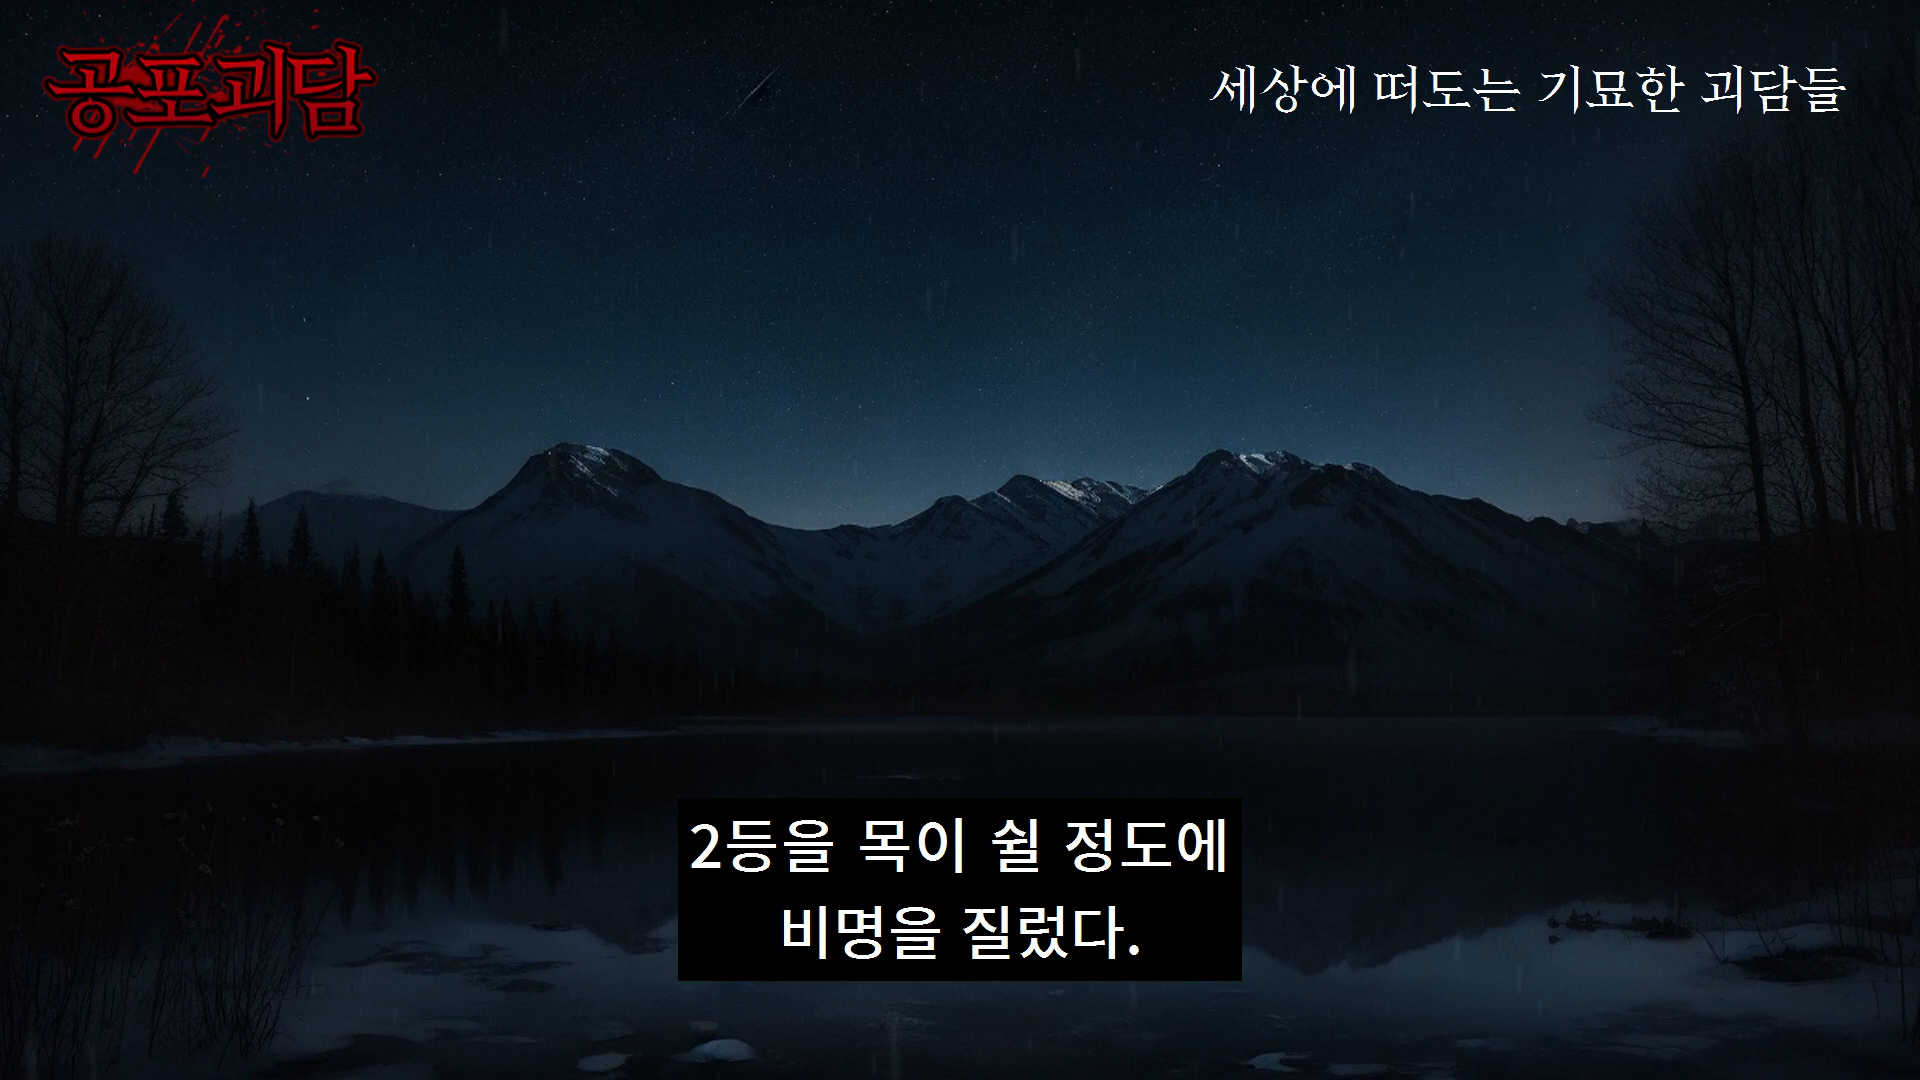 공포괴담
세상에 떠도는 기묘한 괴담들
2등을 목이 쉴 정도에
비명을 질렀다.